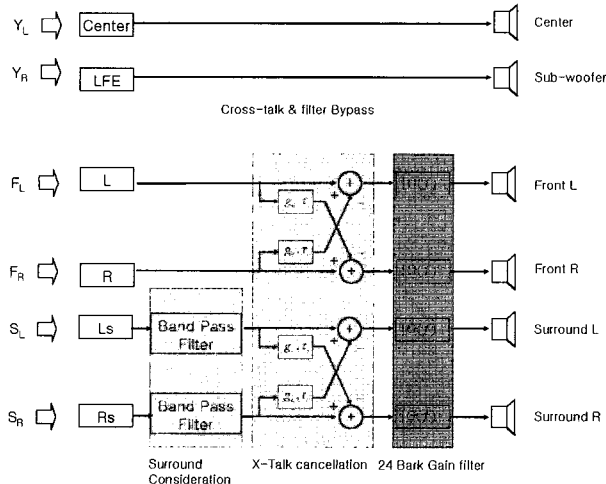 Y_L Center Center
Y_R LFE Sub-woofer
Cross-talk & filter Bypass
F_L L + + Front L
F_R R + + Front R
S_L Ls Band Pass Filter + + Surround L
S_R Rs Band Pass Filter + + Surround R
Surround Consideration
X-Talk cancellation
24 Bark Gain filter